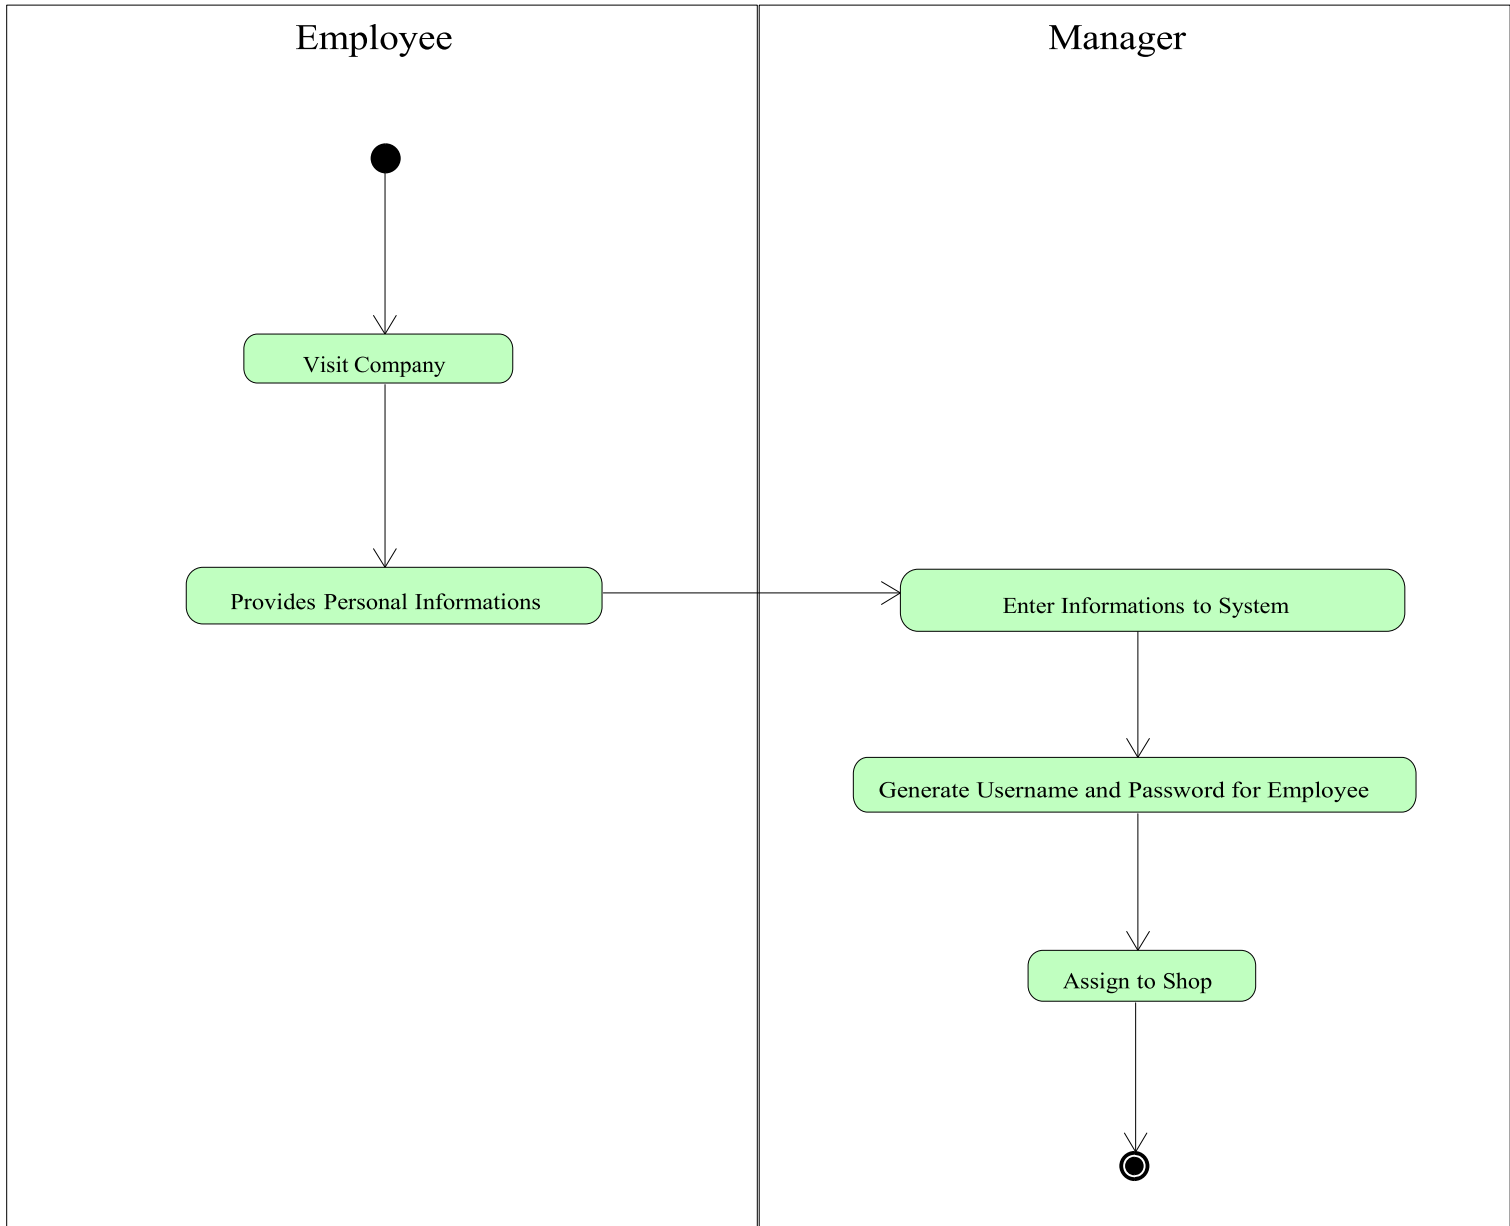 Employee
Manager
Visit Company
Provides Personal Informations
Enter Informations to System
Generate Username and Password for Employee
Assign to Shop